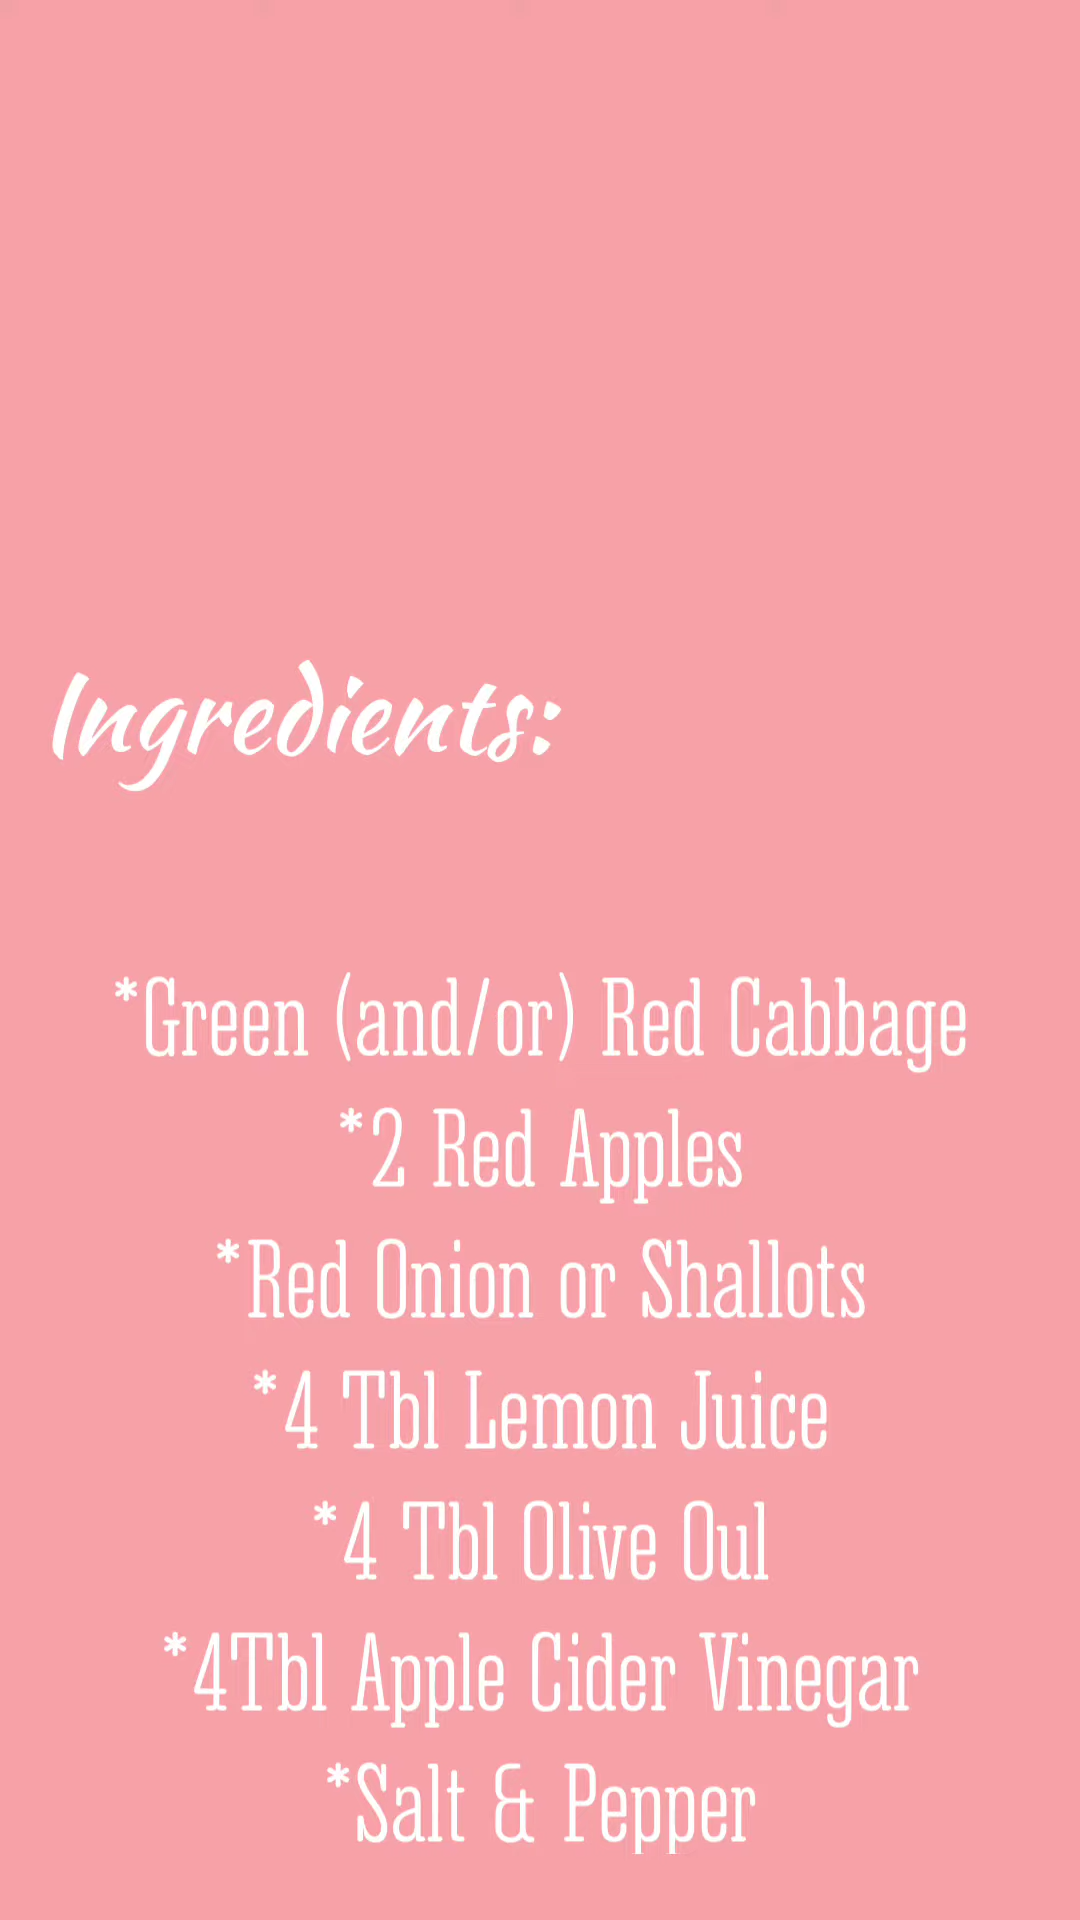 Ingredients:
*Green (and/or) Red Cabbage
*2 Red Apples
*Red Onion or Shallots
*4 Tbl Lemon Juice
*4 Tbl Olive Oul
*4Tbl Apple Cider Vinegar
*Salt & Pepper